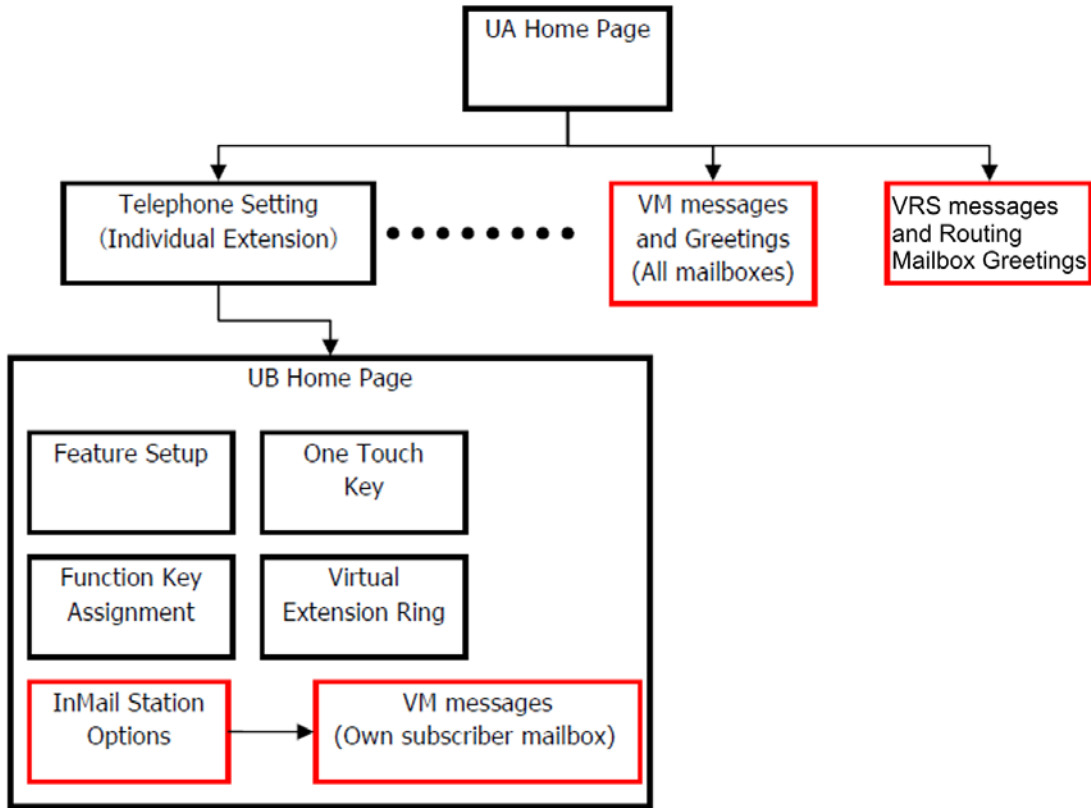 UA Home Page
Telephone Setting
(Individual Extension)
VM messages
and Greetings
(All mailboxes)
VRS messages
and Routing
Mailbox Greetings
UB Home Page
Feature Setup
One Touch
Key
Function Key
Assignment
Virtual
Extension Ring
InMail Station
Options
VM messages
(Own subscriber mailbox)